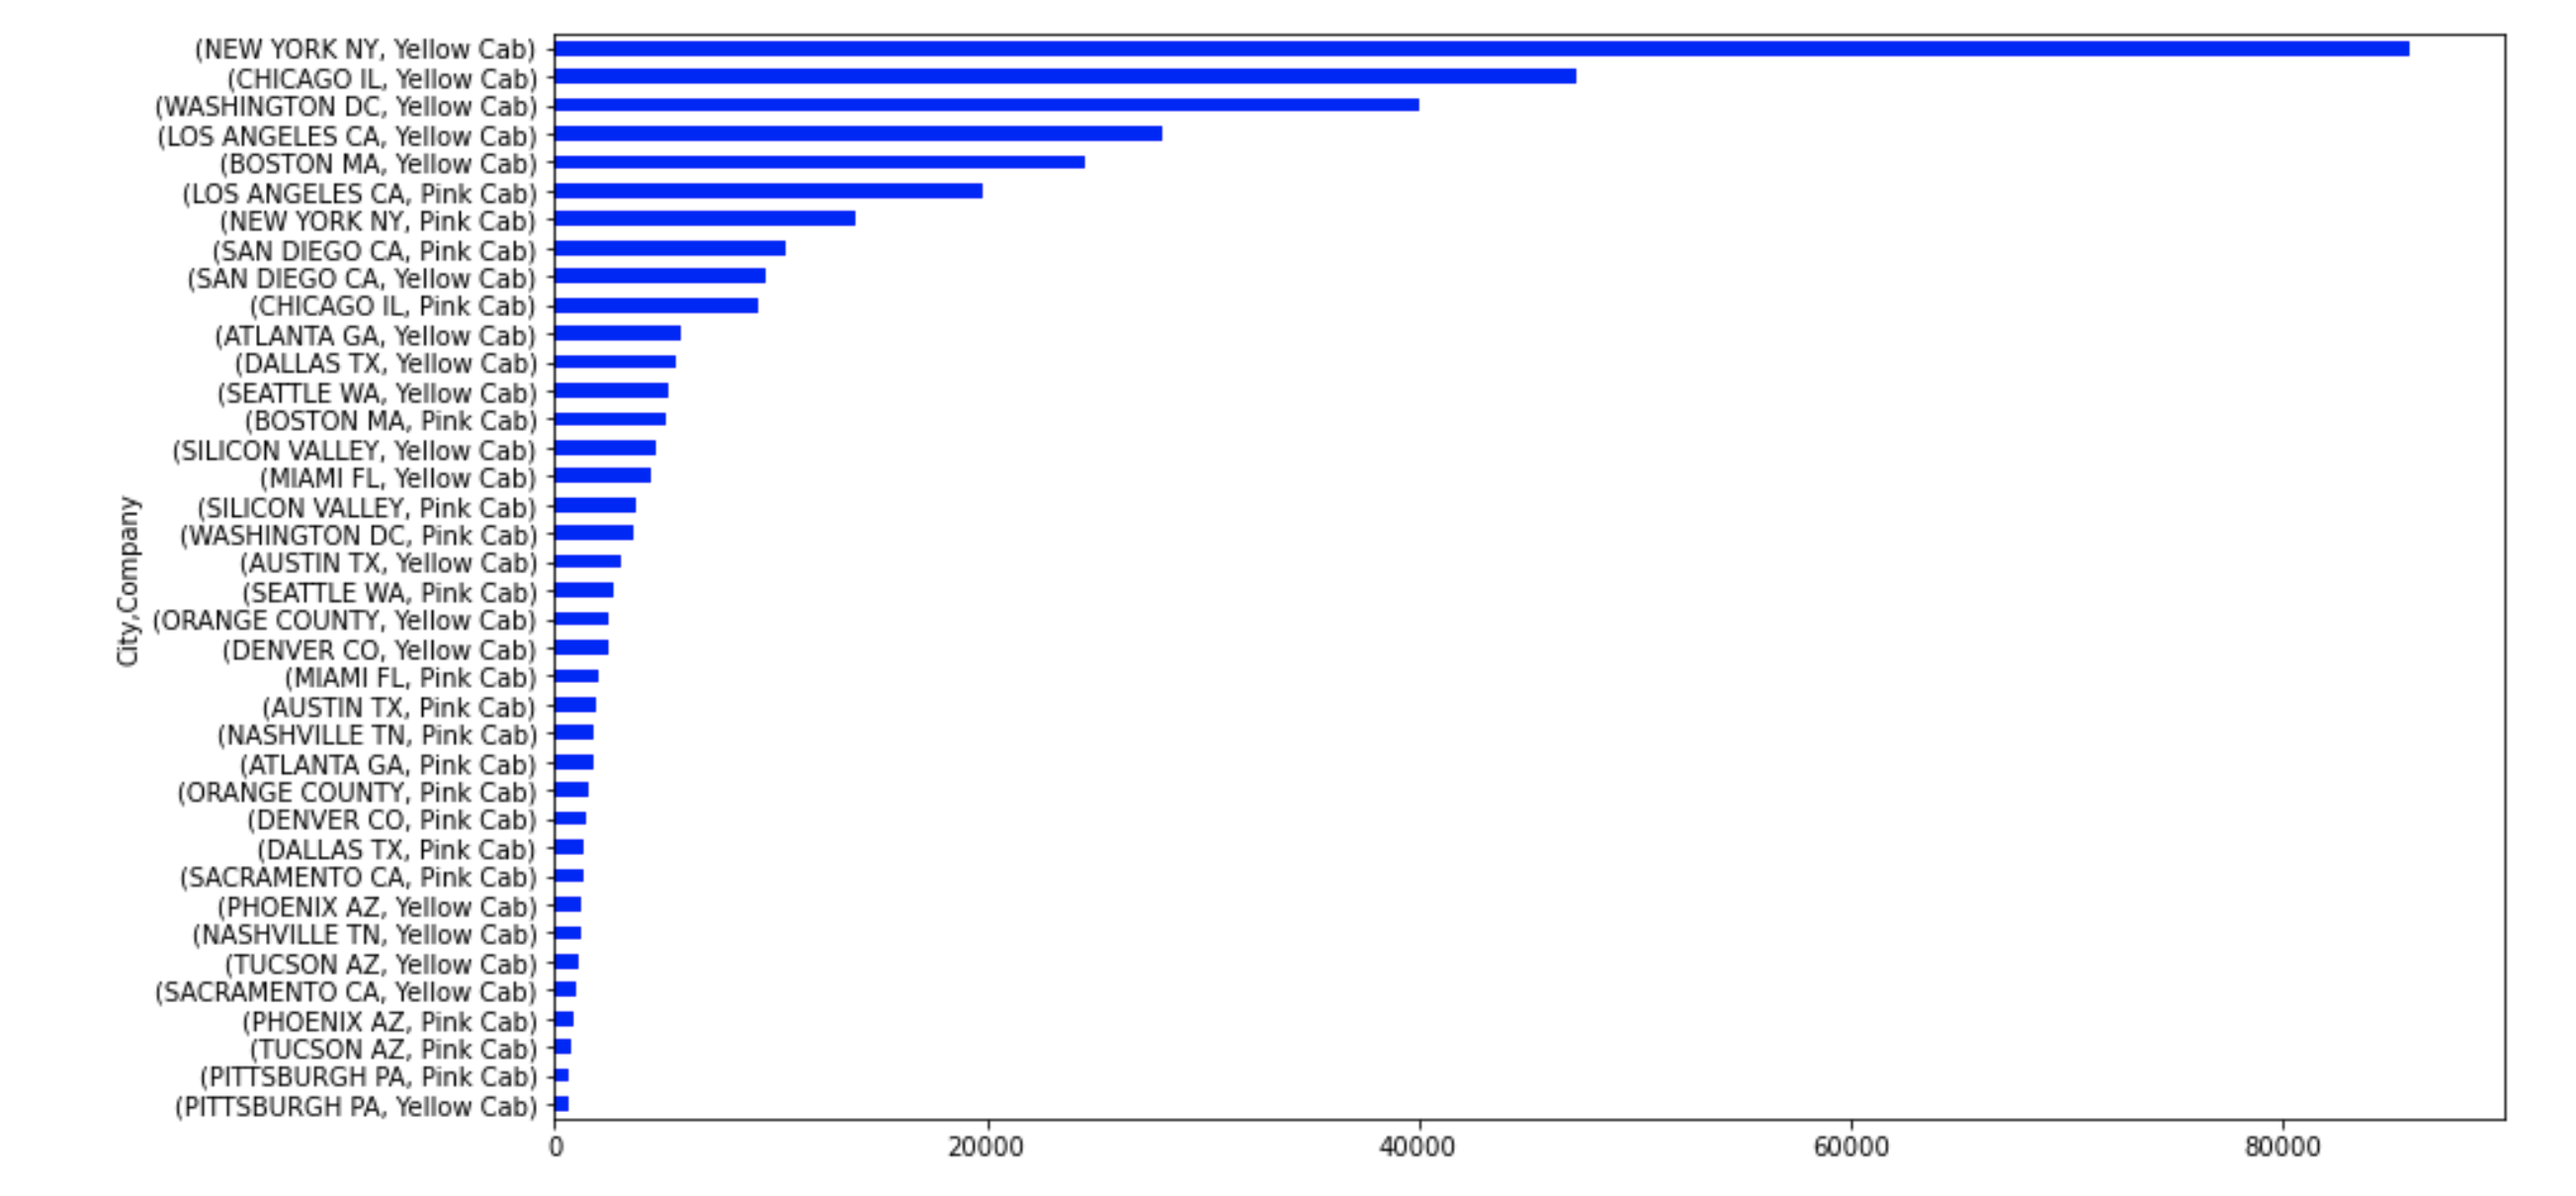 (NEW YORK NY, Yellow Cab)
(CHICAGO IL, Yellow Cab)
(WASHINGTON DC, Yellow Cab)
(LOS ANGELES CA, Yellow Cab)
(BOSTON MA, Yellow Cab)
(LOS ANGELES CA, Pink Cab)
(NEW YORK NY, Pink Cab)
(SAN DIEGO CA, Pink Cab)
(SAN DIEGO CA, Yellow Cab)
(CHICAGO IL, Pink Cab)
(ATLANTA GA, Yellow Cab)
(DALLAS TX, Yellow Cab)
(SEATTLE WA, Yellow Cab)
(BOSTON MA, Pink Cab)
(SILICON VALLEY, Yellow Cab)
(MIAMI FL, Yellow Cab)
(SILICON VALLEY, Pink Cab)
(WASHINGTON DC, Pink Cab)
(AUSTIN TX, Yellow Cab)
(SEATTLE WA, Pink Cab)
(ORANGE COUNTY, Yellow Cab)
(DENVER CO, Yellow Cab)
(MIAMI FL, Pink Cab)
(AUSTIN TX, Pink Cab)
(NASHVILLE TN, Pink Cab)
(ATLANTA GA, Pink Cab)
(ORANGE COUNTY, Pink Cab)
(DENVER CO, Pink Cab)
(DALLAS TX, Pink Cab)
(SACRAMENTO CA, Pink Cab)
(PHOENIX AZ, Yellow Cab)
(NASHVILLE TN, Yellow Cab)
(TUCSON AZ, Yellow Cab)
(SACRAMENTO CA, Yellow Cab)
(PHOENIX AZ, Pink Cab)
(TUCSON AZ, Pink Cab)
(PITTSBURGH PA, Pink Cab)
(PITTSBURGH PA, Yellow Cab)
City,Company
0 20000 40000 60000 80000